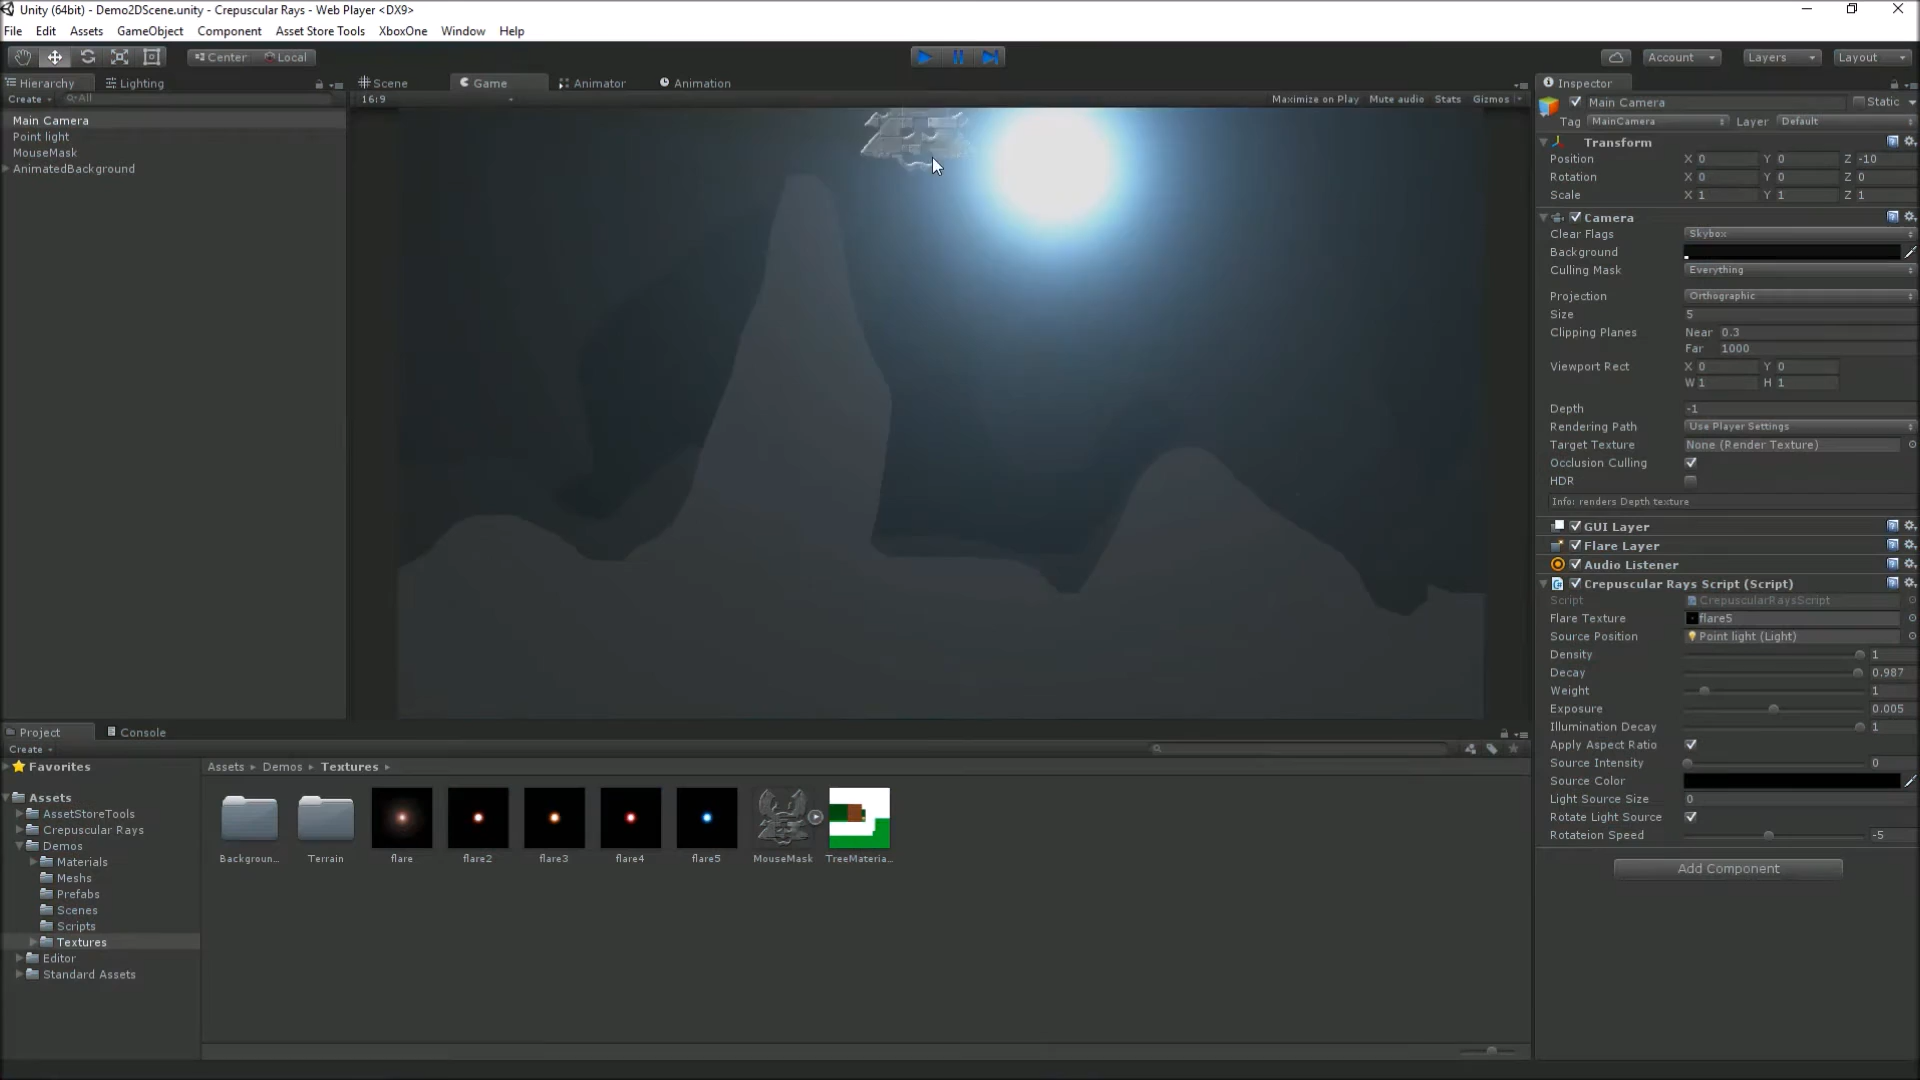 Unity (64bit) - Demo2DScene.unity - Crepuscular Rays - Web Player <DX9>
File Edit Assets GameObject Component Asset Store Tools XboxOne Window Help
Center Local Account Layers Layout
Hierarchy Lighting
Create All
Main Camera
Point light
MouseMask
AnimatedBackground
Scene Game Animator Animation
16:9 Maximize on Play Mute audio Stats Gizmos
Inspector
Main Camera Static
Tag MainCamera Layer Default
Transform
Position X 0 Y 0 Z -10
Rotation X 0 Y 0 Z 0
Scale X 1 Y 1 Z 1
Camera
Clear Flags Skybox
Background
Culling Mask Everything
Projection Orthographic
Size 5
Clipping Planes Near 0.3
Far 1000
Viewport Rect X 0 Y 0
W 1 H 1
Depth -1
Rendering Path Use Player Settings
Target Texture None (Render Texture)
Occlusion Culling
HDR
Info: renders Depth texture
GUI Layer
Flare Layer
Audio Listener
Crepuscular Rays Script (Script)
Script CrepuscularRaysScript
Flare Texture flare5
Source Position Point light (Light)
Density 1
Decay 0.987
Weight 1
Exposure 0.005
Illumination Decay 1
Apply Aspect Ratio
Source Intensity 0
Source Color
Light Source Size 0
Rotate Light Source
Rotateion Speed -5
Add Component
Project Console
Create
Favorites
Assets
AssetStoreTools
Crepuscular Rays
Demos
Materials
Meshs
Prefabs
Scenes
Scripts
Textures
Editor
Standard Assets
Assets Demos Textures
Backgroun... Terrain flare flare2 flare3 flare4 flare5 MouseMask TreeMateria...